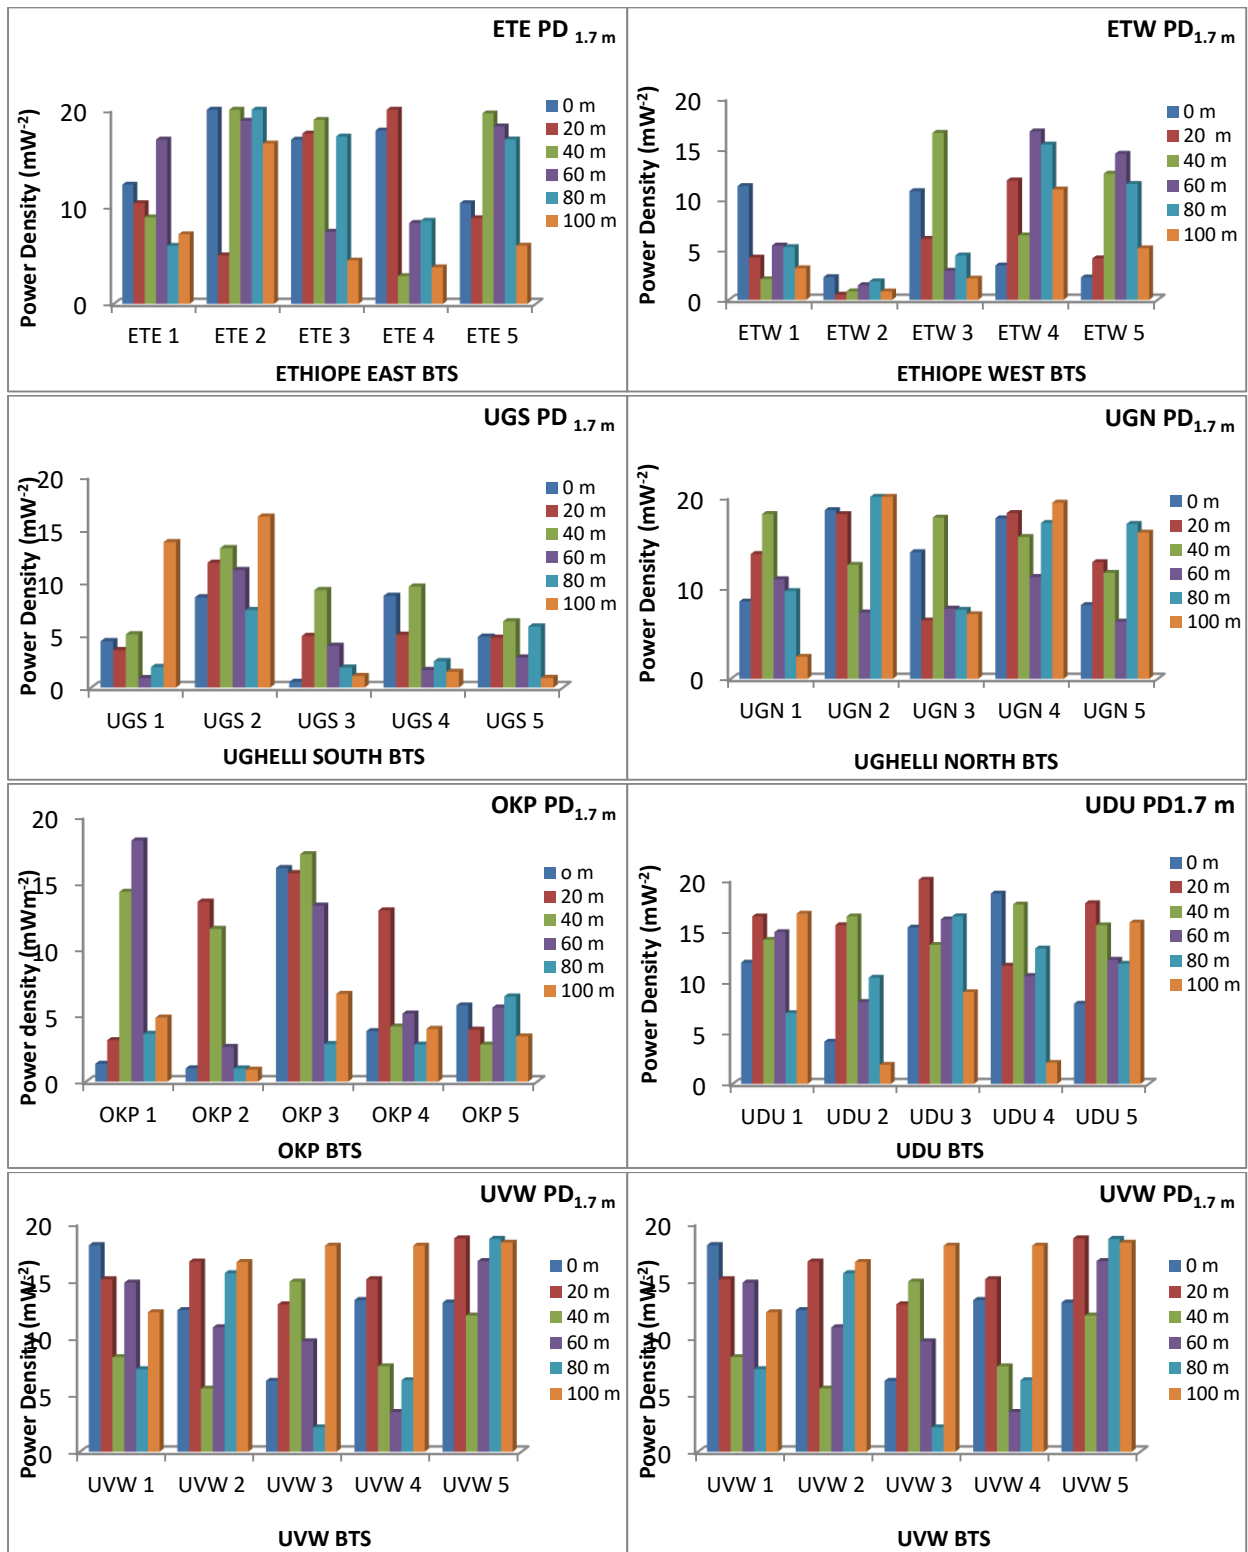 ETE PD 1.7 m
Power Density (mW-2)
20
10
0
ETE 1 ETE 2 ETE 3 ETE 4 ETE 5
ETHIOPE EAST BTS
0 m
20 m
40 m
60 m
80 m
100 m
ETW PD1.7 m
Power Density (mW-2)
20
15
10
5
0
ETW 1 ETW 2 ETW 3 ETW 4 ETW 5
ETHIOPE WEST BTS
0 m
20 m
40 m
60 m
80 m
100 m
UGS PD 1.7 m
Power Density (mW-2)
20
15
10
5
0
UGS 1 UGS 2 UGS 3 UGS 4 UGS 5
UGHELLI SOUTH BTS
0 m
20 m
40 m
60 m
80 m
100 m
UGN PD1.7 m
Power Density (mW-2)
20
10
0
UGN 1 UGN 2 UGN 3 UGN 4 UGN 5
UGHELLI NORTH BTS
0 m
20 m
40 m
60 m
80 m
100 m
OKP PD1.7 m
Power density (mWm-2)
20
15
10
5
0
OKP 1 OKP 2 OKP 3 OKP 4 OKP 5
OKP BTS
o m
20 m
40 m
60 m
80 m
100 m
UDU PD1.7 m
Power Density (mW-2)
20
15
10
5
0
UDU 1 UDU 2 UDU 3 UDU 4 UDU 5
UDU BTS
0 m
20 m
40 m
60 m
80 m
100 m
UVW PD1.7 m
Power Density (mW-2)
20
15
10
5
0
UVW 1 UVW 2 UVW 3 UVW 4 UVW 5
UVW BTS
0 m
20 m
40 m
60 m
80 m
100 m
UVW PD1.7 m
Power Density (mW-2)
20
15
10
5
0
UVW 1 UVW 2 UVW 3 UVW 4 UVW 5
UVW BTS
0 m
20 m
40 m
60 m
80 m
100 m